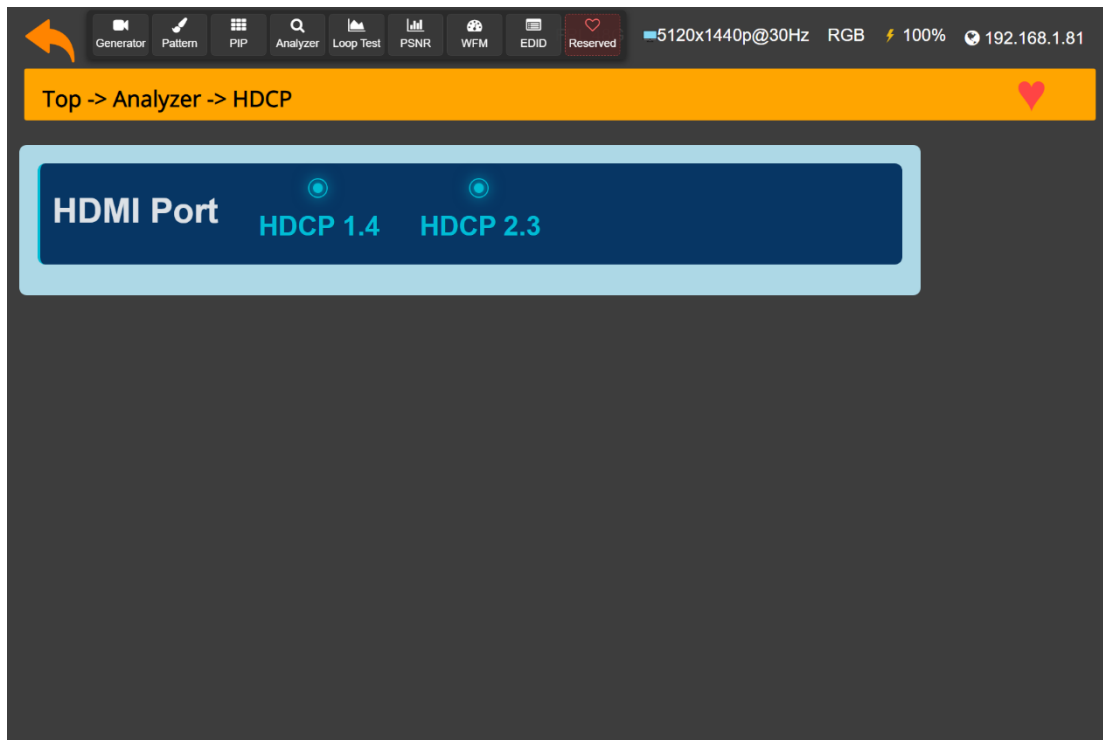 Generator Pattern PIP Analyzer Loop Test PSNR WFM EDID Reserved 5120x1440p@30Hz RGB 100% 192.168.1.81
Top -> Analyzer -> HDCP
HDMI Port HDCP 1.4 HDCP 2.3